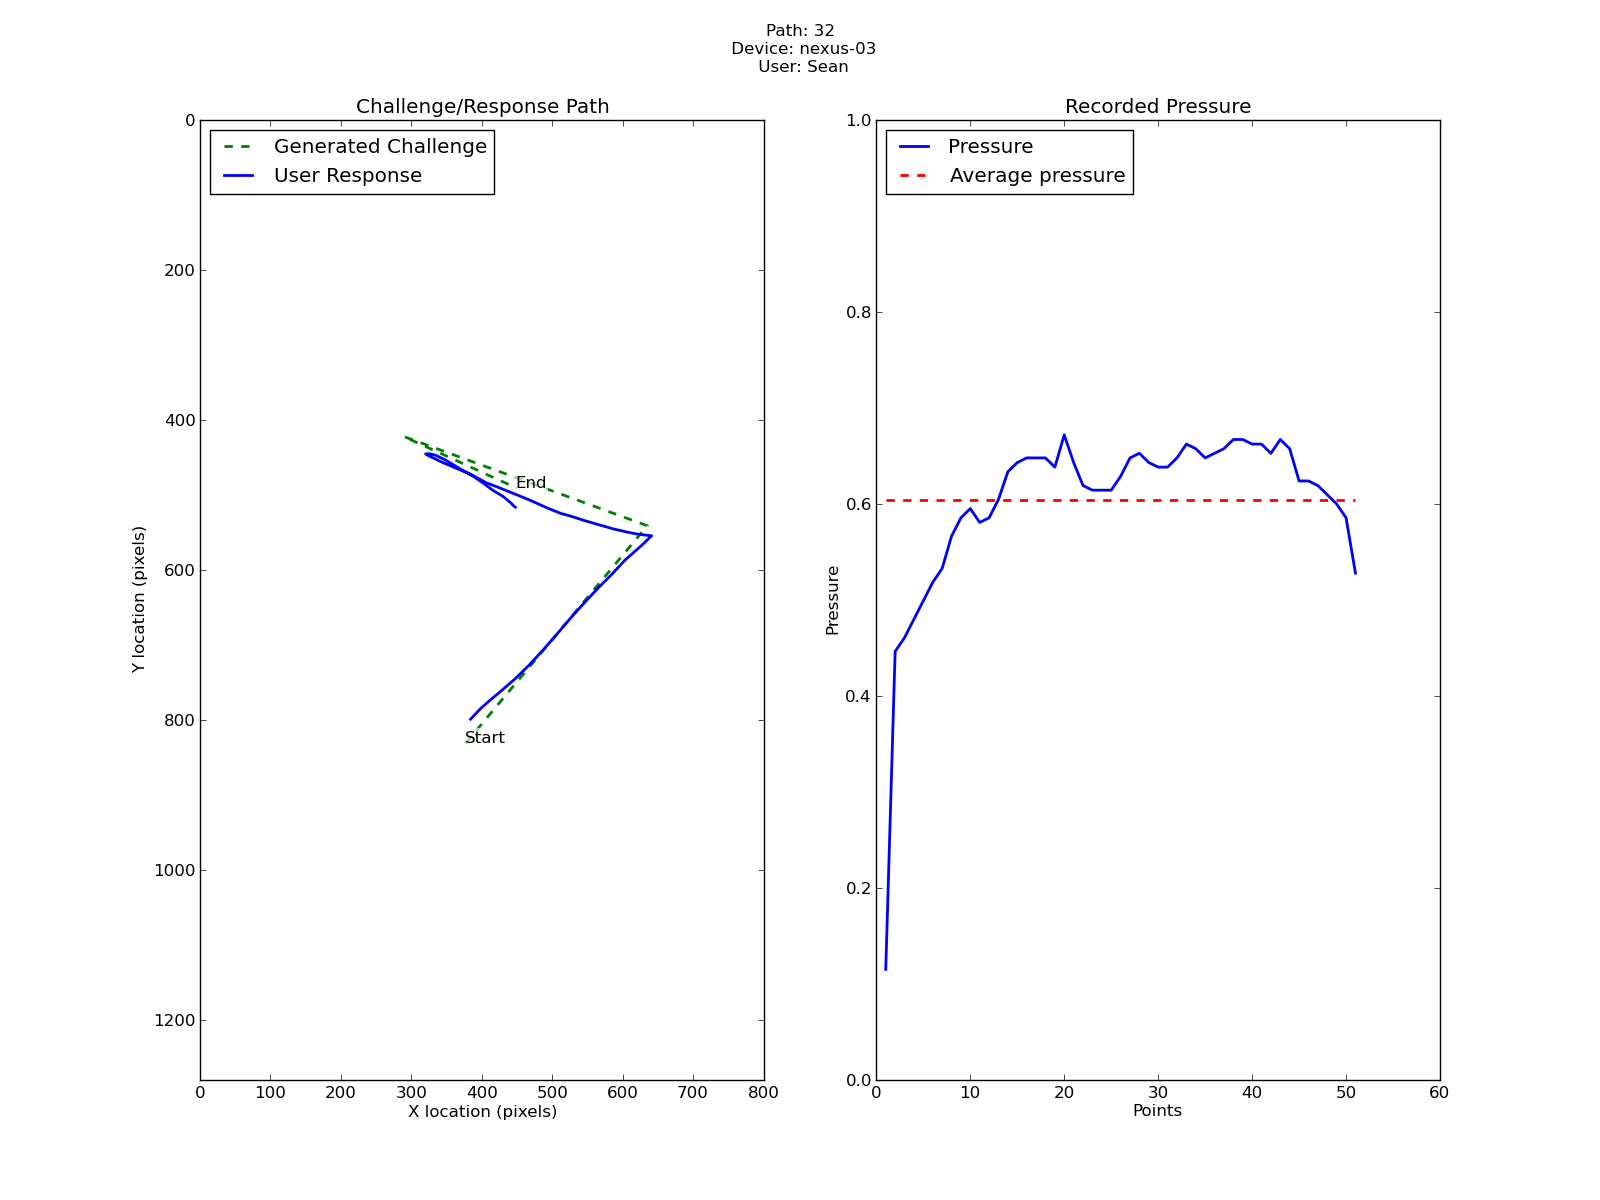 Path: 32
Device: nexus-03
User: Sean
Challenge/Response Path
Generated Challenge
User Response
0
200
400
600
800
1000
1200
Y location (pixels)
End
Start
0 100 200 300 400 500 600 700 800
X location (pixels)
Recorded Pressure
Pressure
Average pressure
1.0
0.8
0.6
0.4
0.2
0.0
Pressure
0 10 20 30 40 50 60
Points